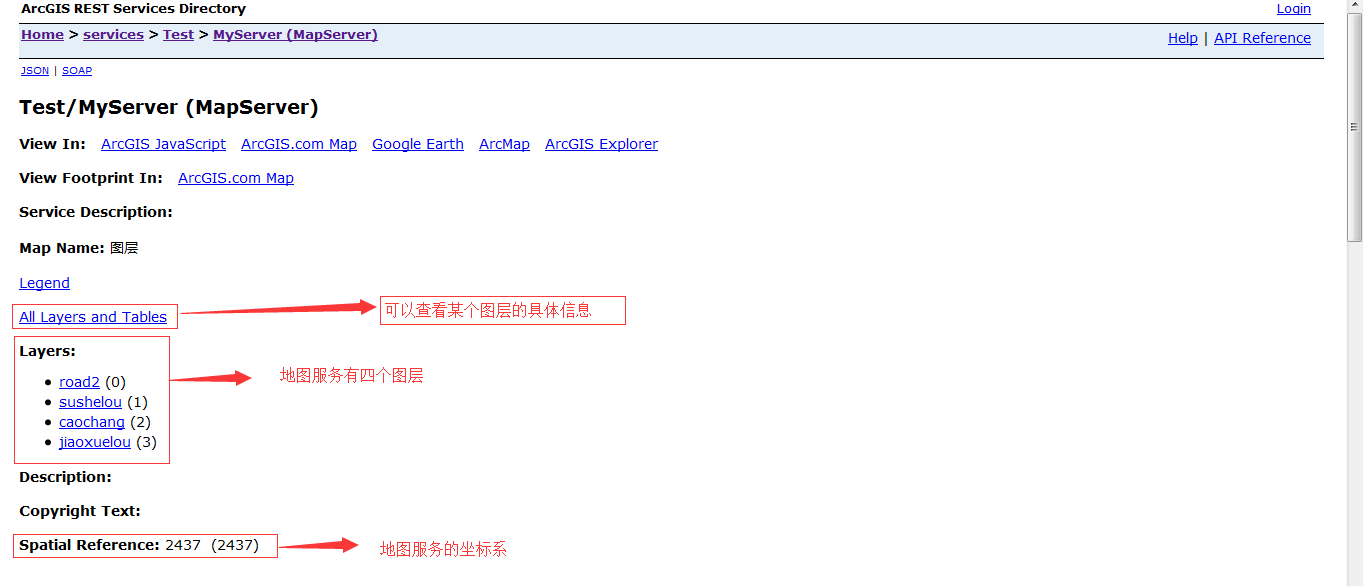 ArcGIS REST Services Directory Login
Home > services > Test > MyServer (MapServer) Help | API Reference
JSON | SOAP
Test/MyServer (MapServer)
View In: ArcGIS JavaScript ArcGIS.com Map Google Earth ArcMap ArcGIS Explorer
View Footprint In: ArcGIS.com Map
Service Description:
Map Name: 图层
Legend
All Layers and Tables 可以查看某个图层的具体信息
Layers:
road2 (0)
地图服务有四个图层
sushelou (1)
caochang (2)
jiaoxuelou (3)
Description:
Copyright Text:
Spatial Reference: 2437 (2437) 地图服务的坐标系